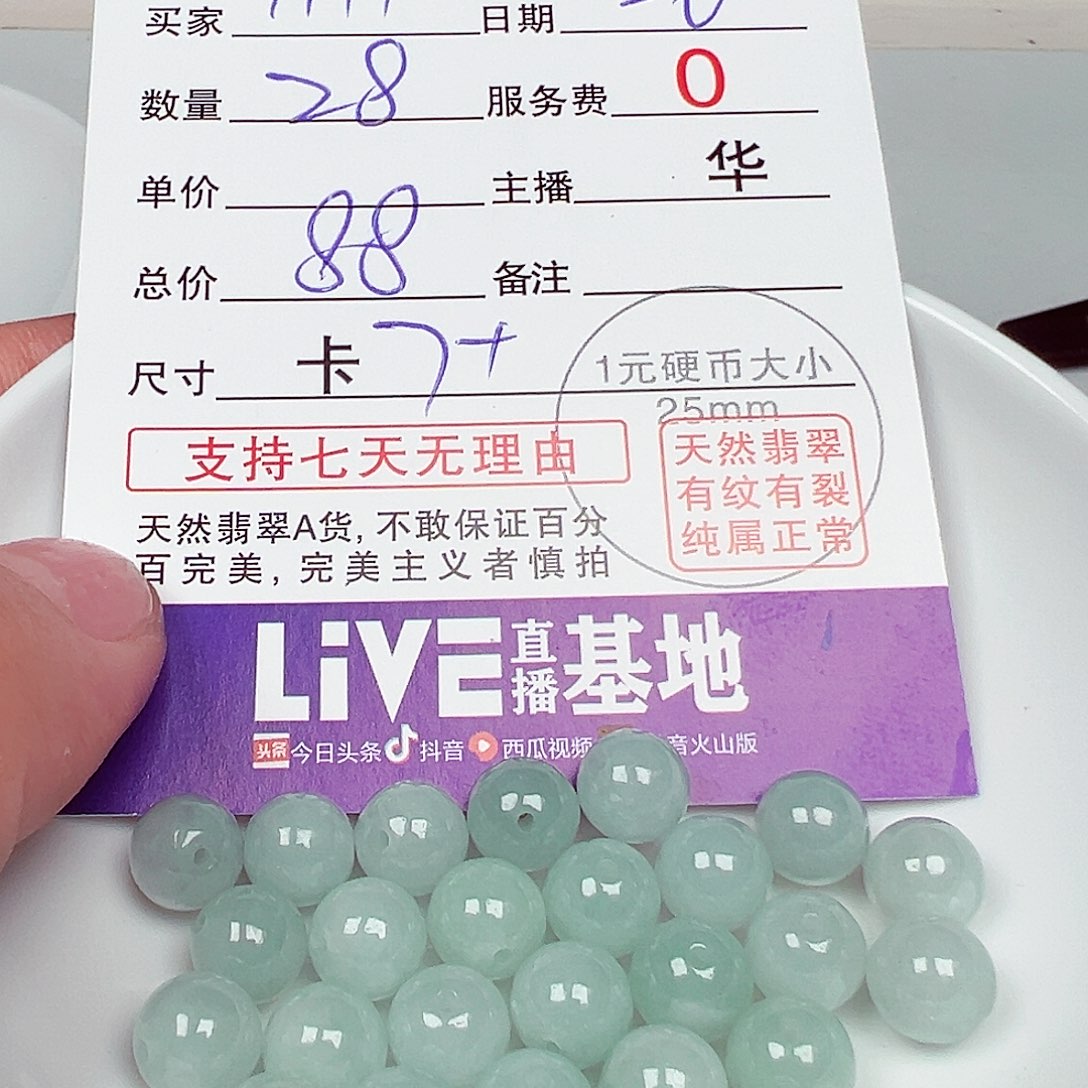 买家 日期
数量 28 服务费 0
单价 主播 华
总价 88 备注
尺寸 卡 7+
1元硬币大小
25mm
支持七天无理由
天然翡翠
有纹有裂
纯属正常
天然翡翠A货,不敢保证百分
百完美,完美主义者慎拍
LiVE直播基地
头条 今日头条 抖音 西瓜视频 音火山版